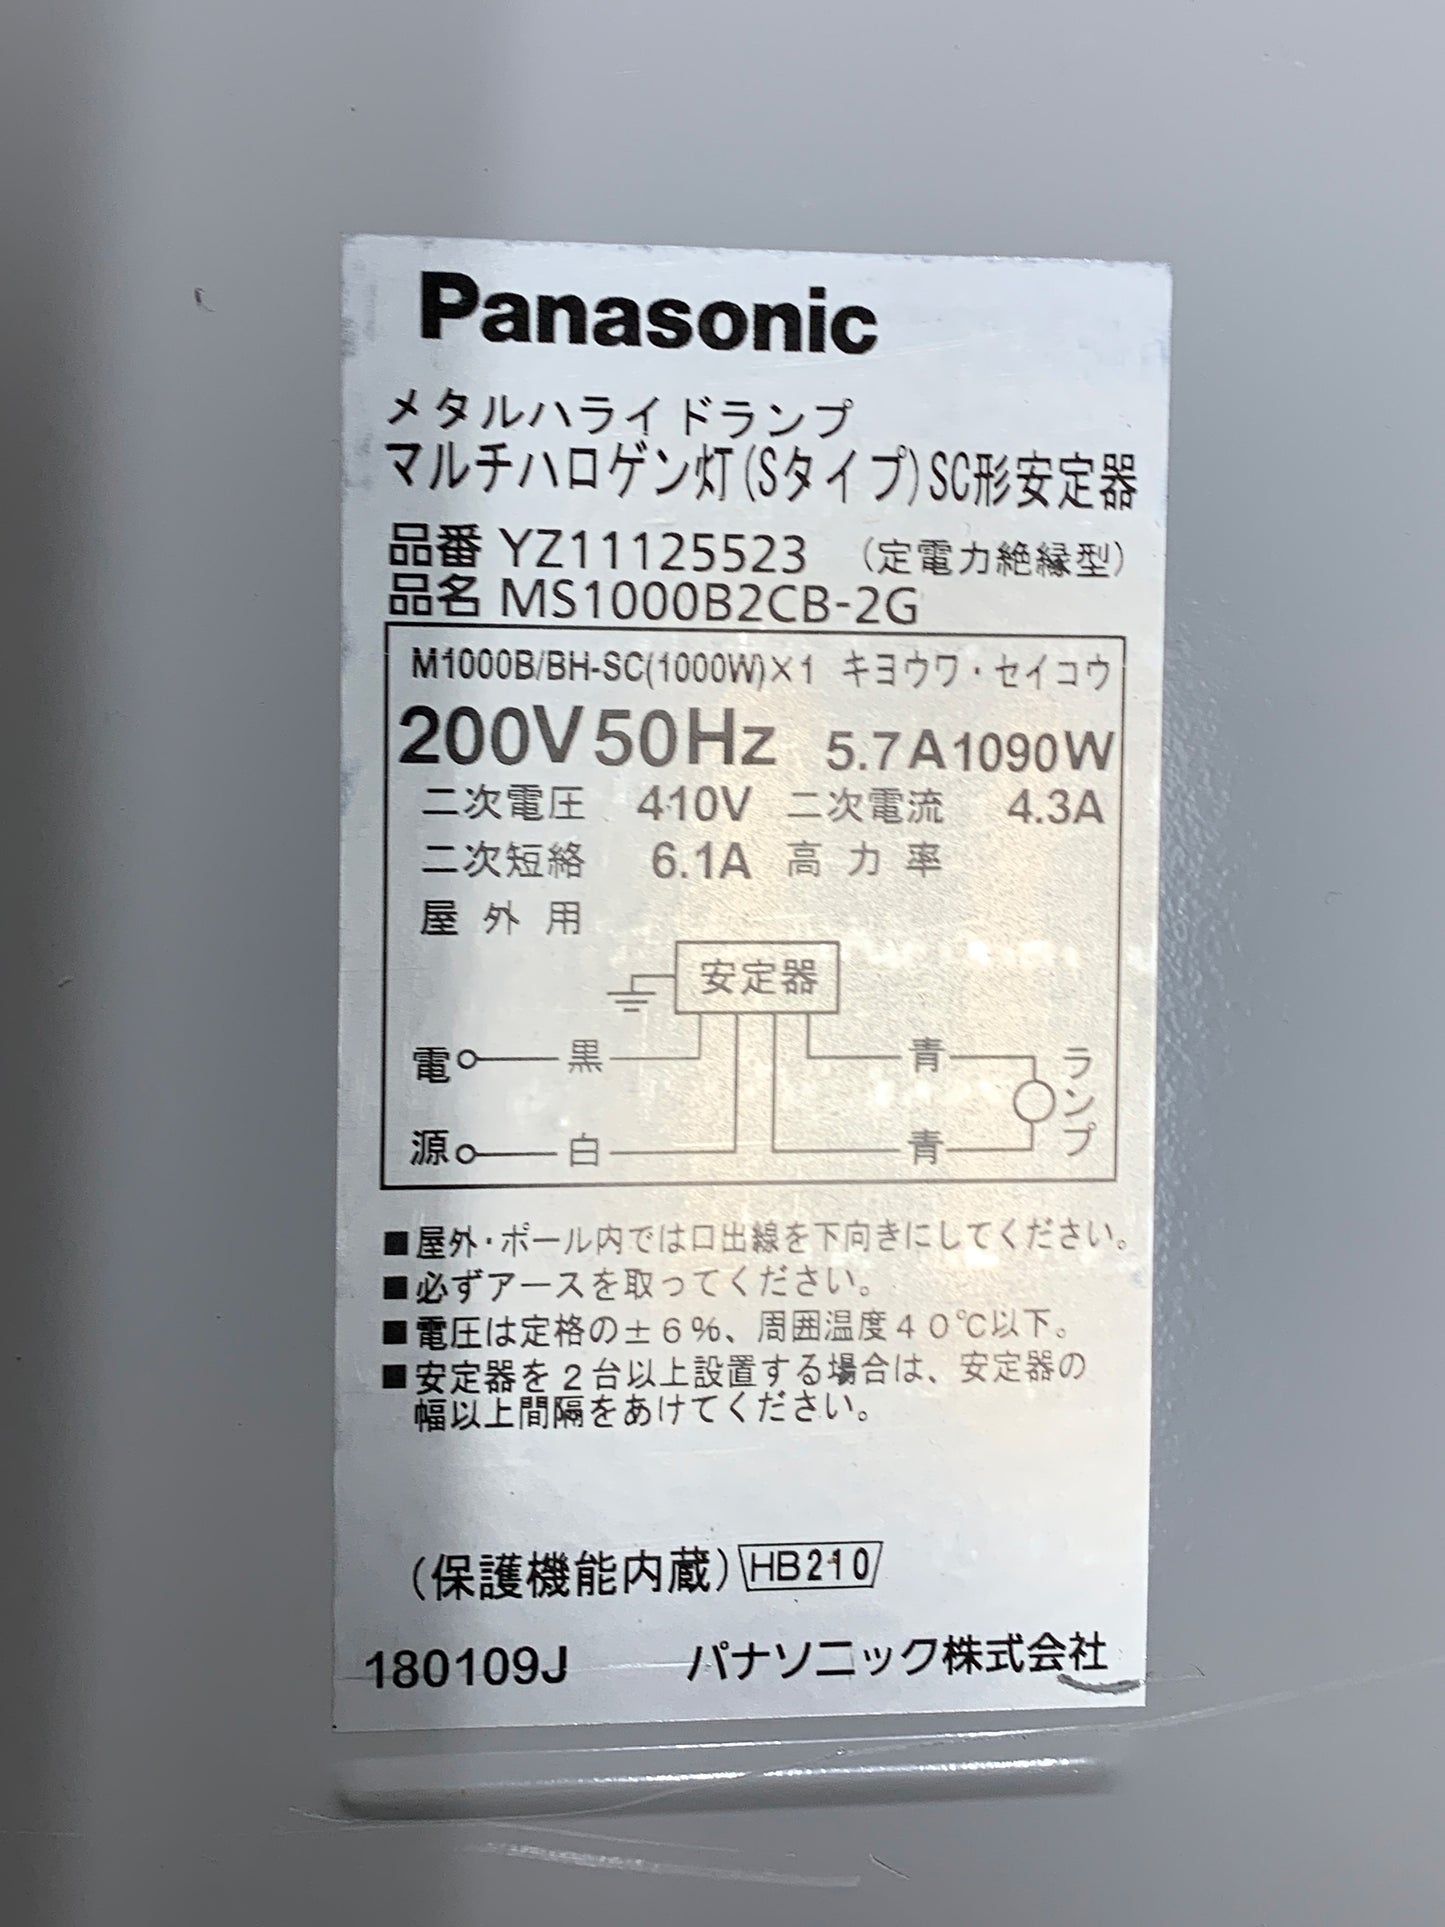 Panasonic
メタルハライドランプ
マルチハロゲン灯(Sタイプ)SC形安定器
品番 YZ11125523 (定電力絶縁型)
品名 MS1000B2CB-2G
M1000B/BH-SC(1000W)×1 キヨウワ・セイコウ
200V50Hz 5.7A1090W
二次電圧 410V 二次電流 4.3A
二次短絡 6.1A 高力率
屋外用
安定器
電 黒 青
源 白 青
ランプ
■屋外・ポール内では口出線を下向きにしてください。
■必ずアースを取ってください。
■電圧は定格の±6%、周囲温度40℃以下。
■安定器を2台以上設置する場合は、安定器の
幅以上間隔をあけてください。
(保護機能内蔵) HB210
180109J パナソニック株式会社